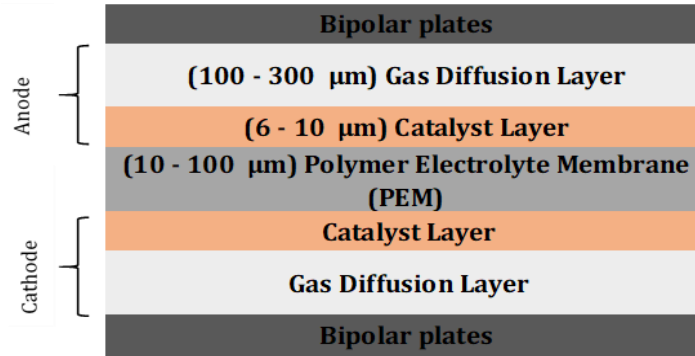 Bipolar plates
(100 - 300 μm) Gas Diffusion Layer
Anode
(6 - 10 μm) Catalyst Layer
(10 - 100 μm) Polymer Electrolyte Membrane
(PEM)
Catalyst Layer
Cathode
Gas Diffusion Layer
Bipolar plates